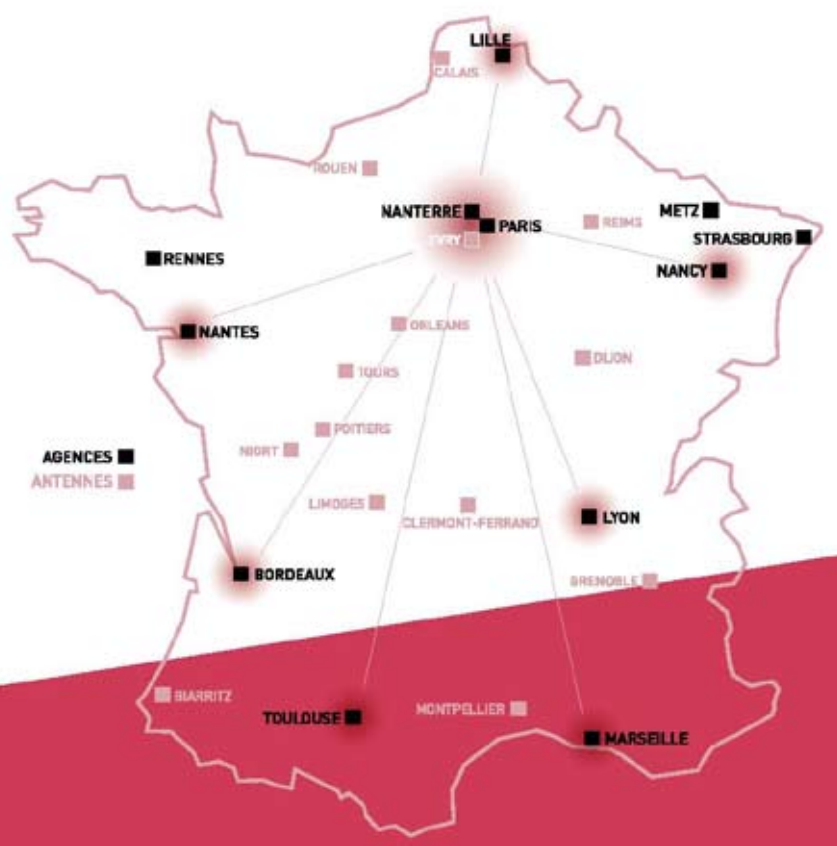 LILLE
CALAIS
ROUEN
NANTERRE
PARIS
EVRY
REIMS
METZ
STRASBOURG
NANCY
RENNES
NANTES
ORLEANS
DIJON
TOURS
POITIERS
NIORT
AGENCES
ANTENNES
LIMOGES
CLERMONT-FERRAND
LYON
BORDEAUX
GRENOBLE
BIARRITZ
TOULOUSE
MONTPELLIER
MARSEILLE